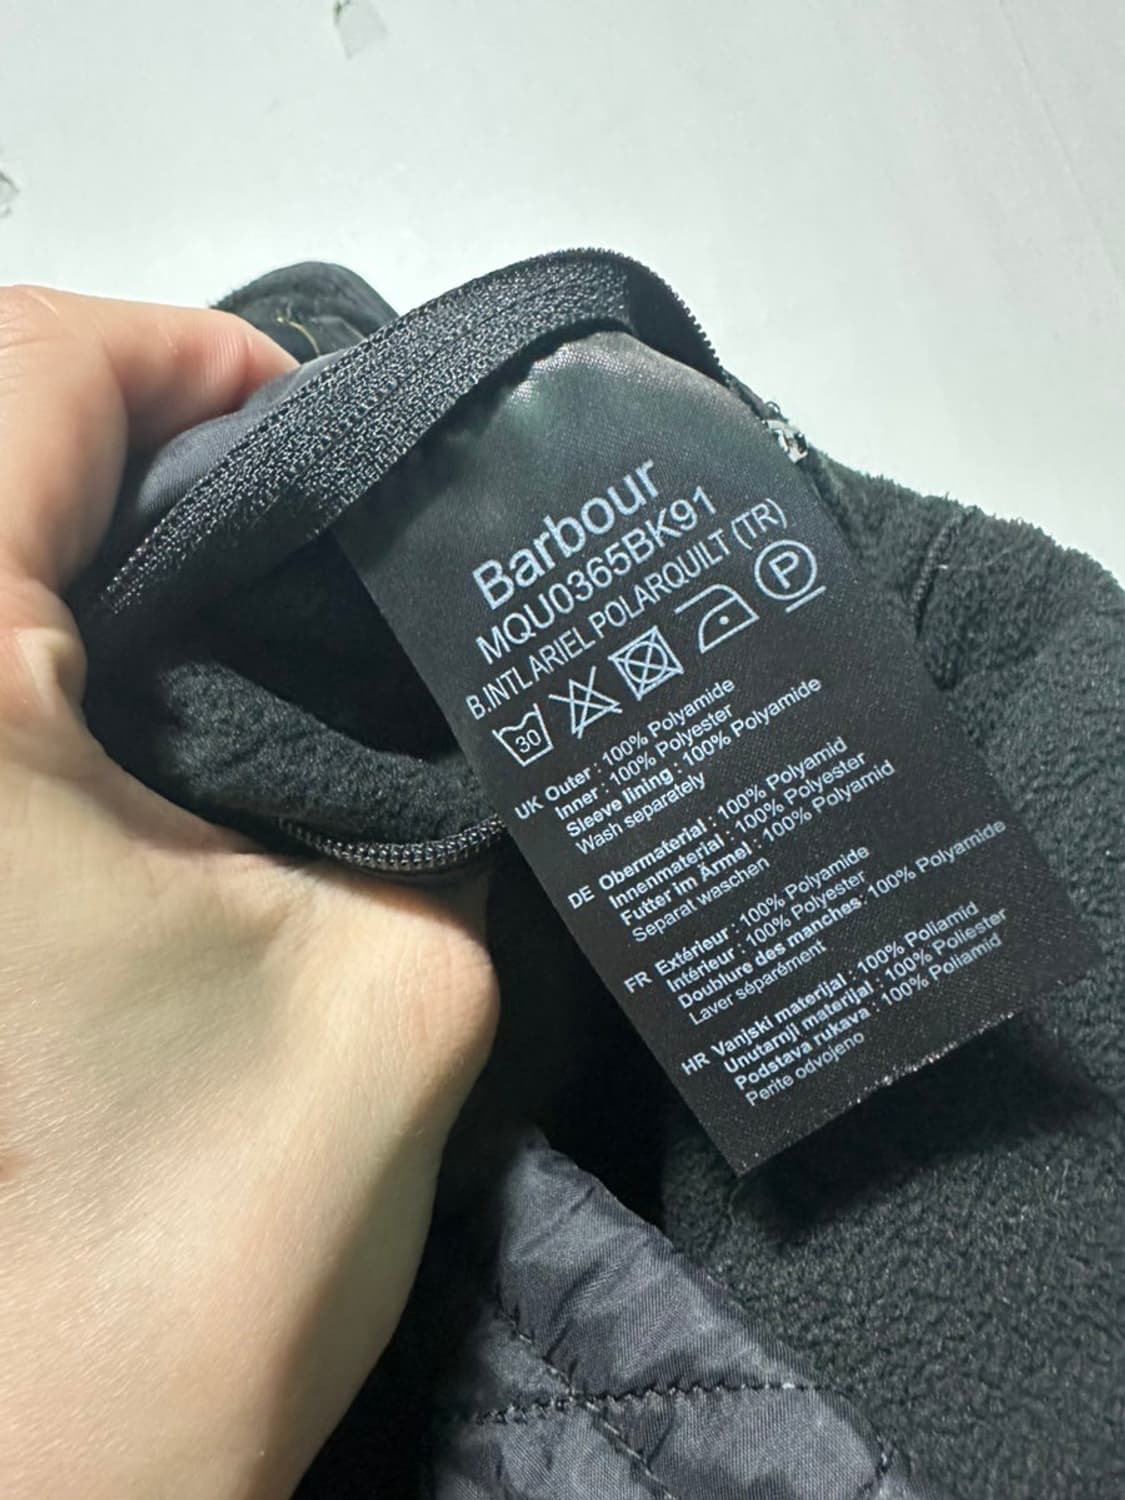 Barbour
MQU0365BK91
B.INTL ARIEL POLARQUILT (TR)
30
P
UK Outer : 100% Polyamide
Inner : 100% Polyester
Sleeve lining : 100% Polyamide
Wash separately
DE Obermaterial : 100% Polyamid
Innenmaterial : 100% Polyester
Futter im Ärmel : 100% Polyamid
Separat waschen
FR Extérieur : 100% Polyamide
Intérieur : 100% Polyester
Doublure des manches: 100% Polyamide
Laver séparément
HR Vanjski materijal : 100% Poliamid
Unutarnji materijal : 100% Poliester
Podstava rukava : 100% Poliamid
Perite odvojeno